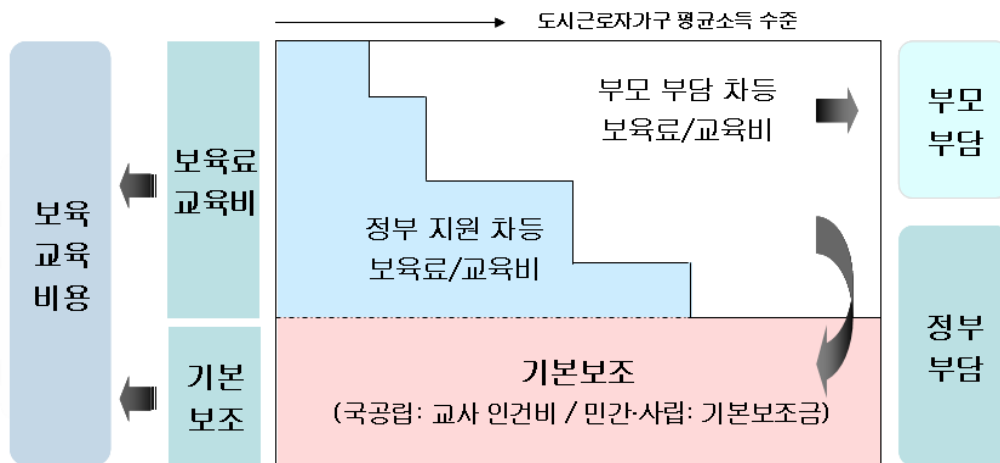 도시근로자가구 평균소득 수준
보육
교육
비용
보육료
교육비
기본
보조
부모 부담 차등
보육료/교육비
정부 지원 차등
보육료/교육비
기본보조
(국공립: 교사 인건비 / 민간·사립: 기본보조금)
부모
부담
정부
부담